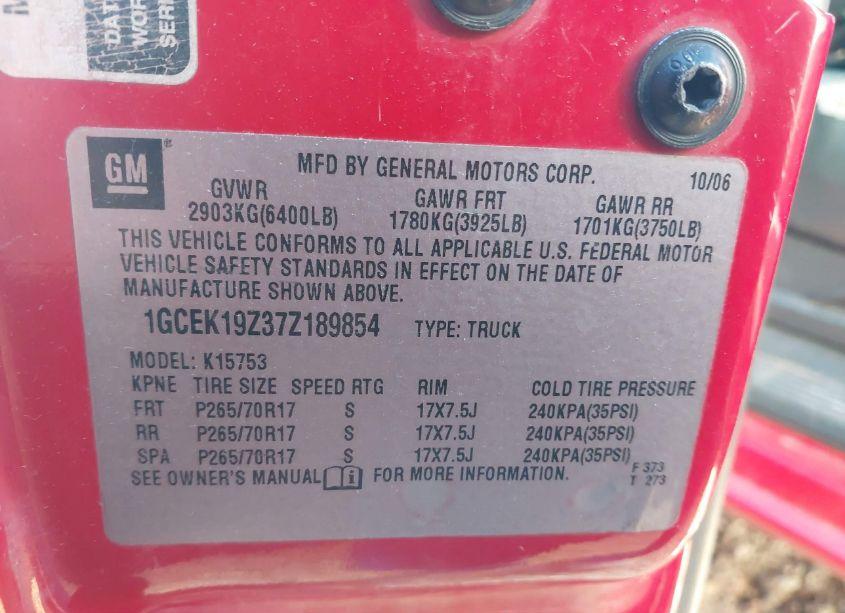 DATE
WOR
SERI
GM
MFD BY GENERAL MOTORS CORP. 10/06
GVWR GAWR FRT GAWR RR
2903KG(6400LB) 1780KG(3925LB) 1701KG(3750LB)
THIS VEHICLE CONFORMS TO ALL APPLICABLE U.S. FEDERAL MOTOR
VEHICLE SAFETY STANDARDS IN EFFECT ON THE DATE OF
MANUFACTURE SHOWN ABOVE.
1GCEK19Z37Z189854 TYPE: TRUCK
MODEL: K15753
KPNE TIRE SIZE SPEED RTG RIM COLD TIRE PRESSURE
FRT P265/70R17 S 17X7.5J 240KPA(35PSI)
RR P265/70R17 S 17X7.5J 240KPA(35PSI)
SPA P265/70R17 S 17X7.5J 240KPA(35PSI)
SEE OWNER'S MANUAL FOR MORE INFORMATION.
F 373
T 273